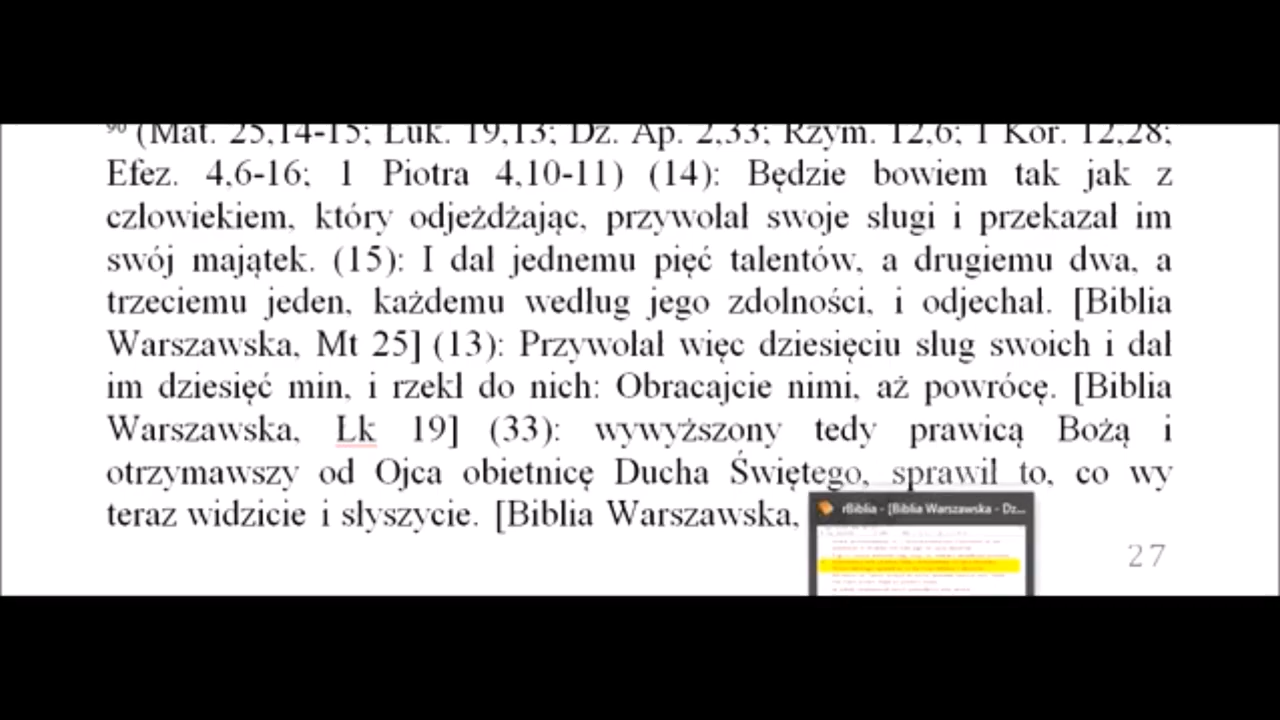 ⁹⁰ (Mat. 25,14-15; Łuk. 19,13; Dz. Ap. 2,33; Rzym. 12,6; 1 Kor. 12,28;
Efez. 4,6-16; 1 Piotra 4,10-11) (14): Będzie bowiem tak jak z
człowiekiem, który odjeżdżając, przywołał swoje sługi i przekazał im
swój majątek. (15): I dał jednemu pięć talentów, a drugiemu dwa, a
trzeciemu jeden, każdemu według jego zdolności, i odjechał. [Biblia
Warszawska, Mt 25] (13): Przywołał więc dziesięciu sług swoich i dał
im dziesięć min, i rzekł do nich: Obracajcie nimi, aż powrócę. [Biblia
Warszawska, Łk 19] (33): wywyższony tedy prawicą Bożą i
otrzymawszy od Ojca obietnicę Ducha Świętego, sprawił to, co wy
teraz widzicie i słyszycie. [Biblia Warszawska,
rBiblia - [Biblia Warszawska - Dz...
27